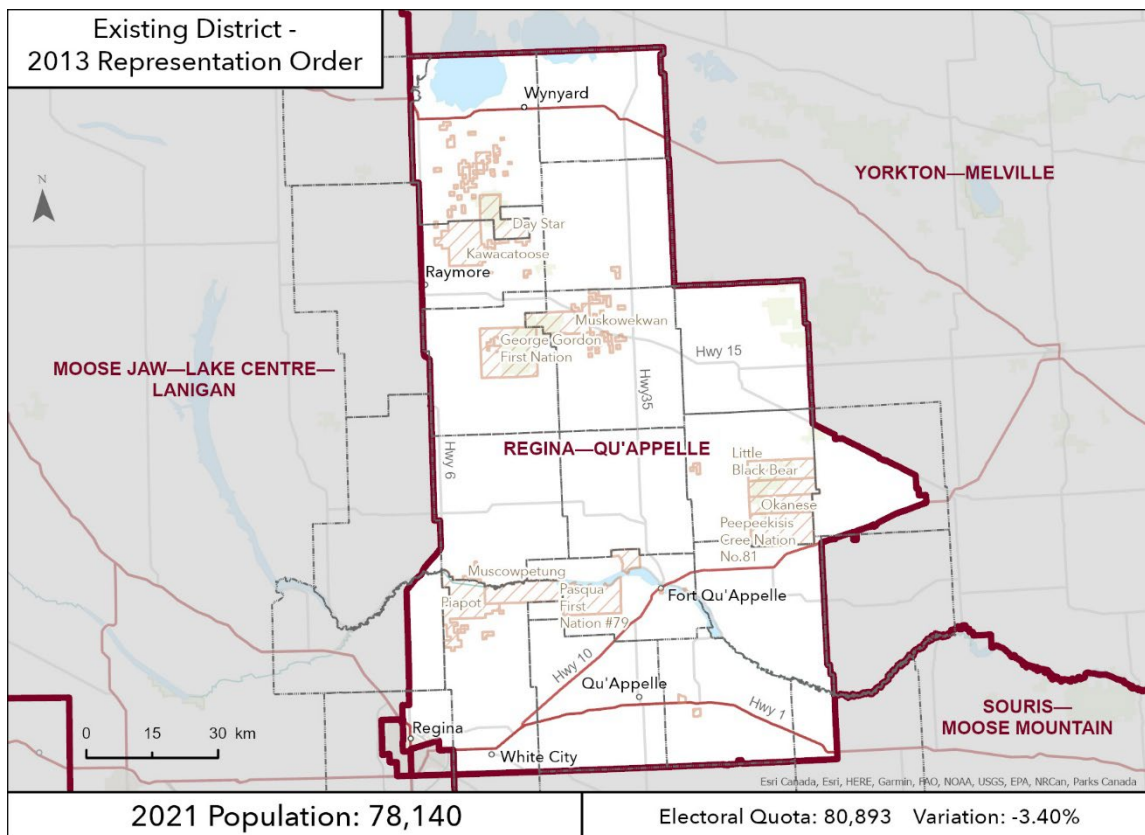 Existing District -
2013 Representation Order
Wynyard
YORKTON—MELVILLE
N
Day Star
Kawacatoose
Raymore
Muskowekwan
George Gordon
First Nation
Hwy 15
MOOSE JAW—LAKE CENTRE—
LANIGAN
Hwy35
REGINA—QU'APPELLE
Hwy 6
Little
Black Bear
Okanese
Peepeekisis
Cree Nation
No.81
Muscowpetung
Piapot
Pasqua
First
Nation #79
Fort Qu'Appelle
Hwy 10
Qu'Appelle
Hwy 1
SOURIS—
MOOSE MOUNTAIN
Regina
0 15 30 km
White City
Esri Canada, Esri, HERE, Garmin, FAO, NOAA, USGS, EPA, NRCan, Parks Canada
2021 Population: 78,140
Electoral Quota: 80,893 Variation: -3.40%